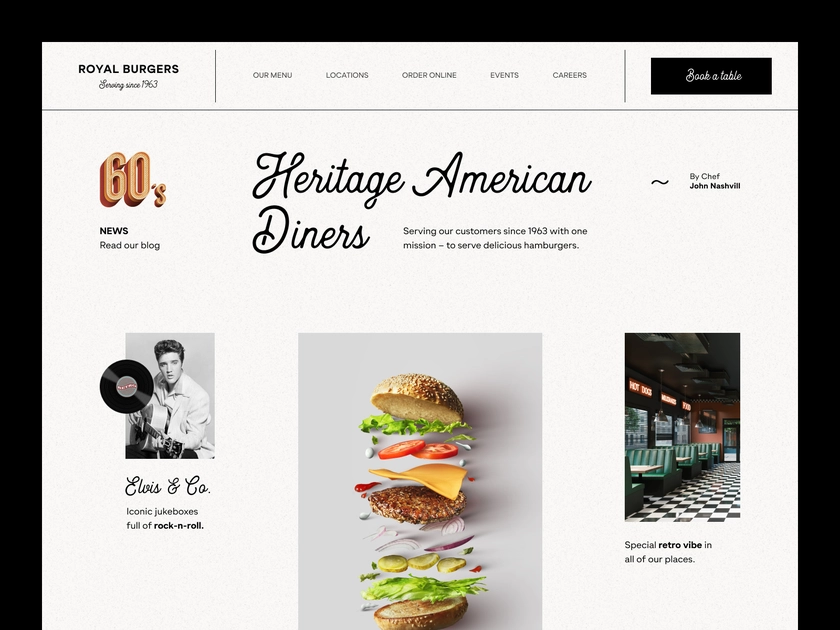 ROYAL BURGERS
Serving since 1963
OUR MENU
LOCATIONS
ORDER ONLINE
EVENTS
CAREERS
Book a table
60's
NEWS
Read our blog
Heritage American
Diners
Serving our customers since 1963 with one
mission – to serve delicious hamburgers.
~
By Chef
John Nashvill
Elvis & Co.
Iconic jukeboxes
full of rock-n-roll.
HOT DOGS
Special retro vibe in
all of our places.